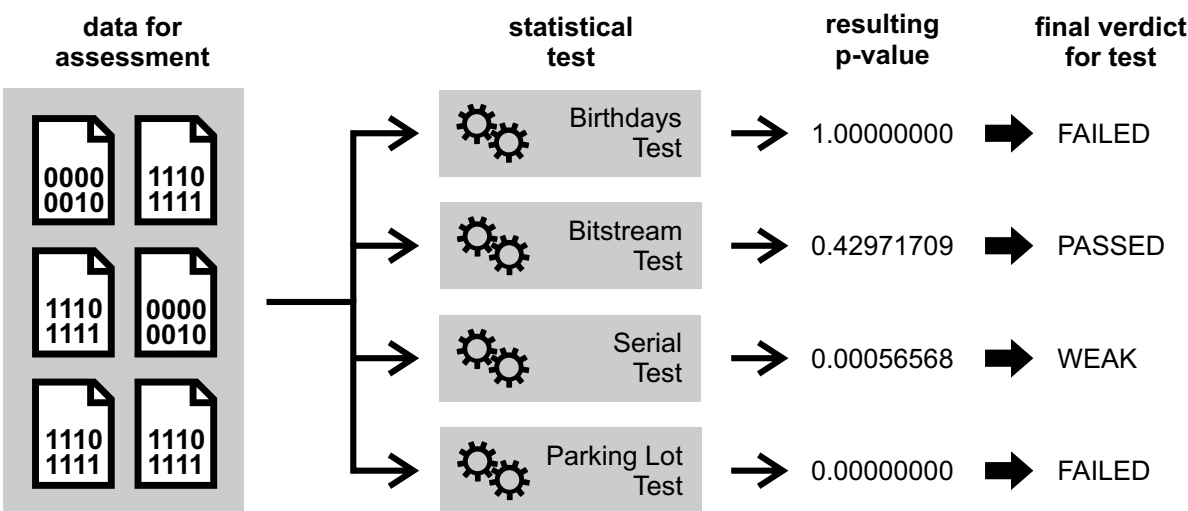 data for
assessment
statistical
test
resulting
p-value
final verdict
for test
0000
0010
1110
1111
1110
1111
0000
0010
1110
1111
1110
1111
Birthdays
Test
1.00000000
FAILED
Bitstream
Test
0.42971709
PASSED
Serial
Test
0.00056568
WEAK
Parking Lot
Test
0.00000000
FAILED